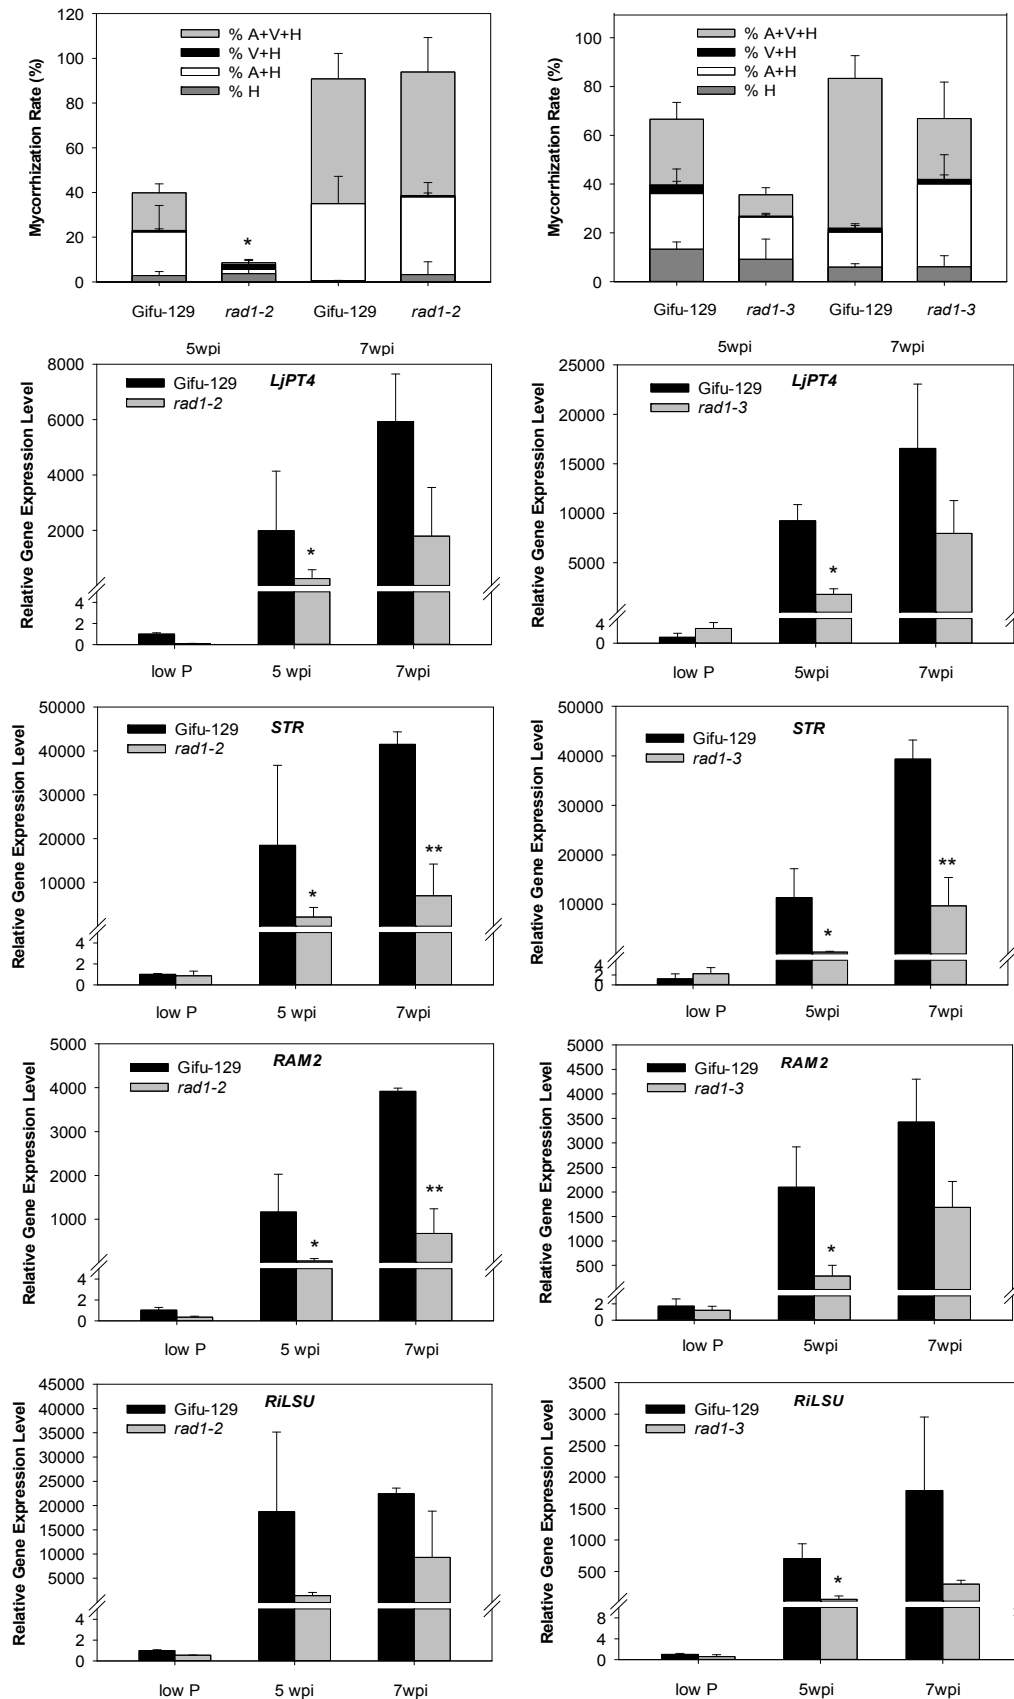 120
100
80
60
40
20
0
Mycorrhization Rate (%)
% A+V+H
% V+H
% A+H
% H
*
Gifu-129 rad1-2 Gifu-129 rad1-2
5wpi 7wpi
100
80
60
40
20
0
Mycorrhization Rate (%)
% A+V+H
% V+H
% A+H
% H
Gifu-129 rad1-3 Gifu-129 rad1-3
5wpi 7wpi
8000
6000
4000
2000
4
2
0
Relative Gene Expression Level
Gifu-129
rad1-2
LjPT4
*
low P 5 wpi 7wpi
25000
20000
15000
10000
5000
4
0
Relative Gene Expression Level
Gifu-129
rad1-3
LjPT4
*
low P 5wpi 7wpi
50000
40000
30000
20000
10000
4
2
0
Relative Gene Expression Level
Gifu-129
rad1-2
STR
*
**
low P 5 wpi 7wpi
50000
40000
30000
20000
10000
4
2
0
Relative Gene Expression Level
Gifu-129
rad1-3
STR
*
**
low P 5wpi 7wpi
5000
4000
3000
2000
1000
4
2
0
Relative Gene Expression Level
Gifu-129
rad1-2
RAM2
*
**
low P 5 wpi 7wpi
5000
4500
4000
3500
3000
2500
2000
1500
1000
500
2
0
Relative Gene Expression Level
Gifu-129
rad1-3
RAM2
*
low P 5wpi 7wpi
45000
40000
35000
30000
25000
20000
15000
10000
5000
4
2
0
Relative Gene Expression Level
Gifu-129
rad1-2
RiLSU
low P 5 wpi 7wpi
3500
3000
2500
2000
1500
1000
500
8
4
0
Relative Gene Expression Level
Gifu-129
rad1-3
RiLSU
*
low P 5wpi 7wpi